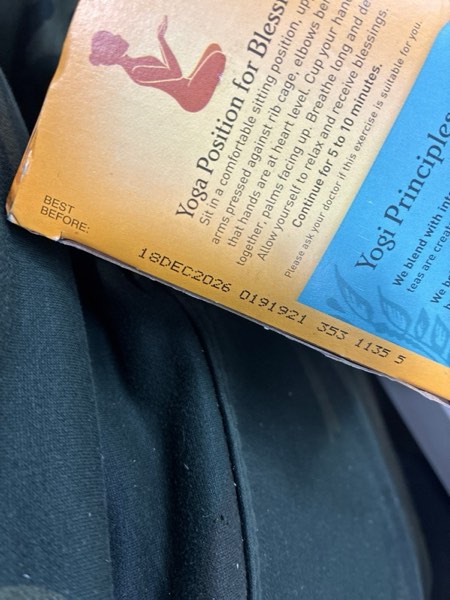 Yoga Position for Blessi
Sit in a comfortable sitting position, up
arms pressed against rib cage, elbows be
that hands are at heart level. Cup your han
together, palms facing up. Breathe long and de
Allow yourself to relax and receive blessings.
Continue for 5 to 10 minutes.
Please ask your doctor if this exercise is suitable for you.
Yogi Principles
We blend with int
teas are crea
We b
BEST
BEFORE:
18DEC2026 0191921 353 1135 5